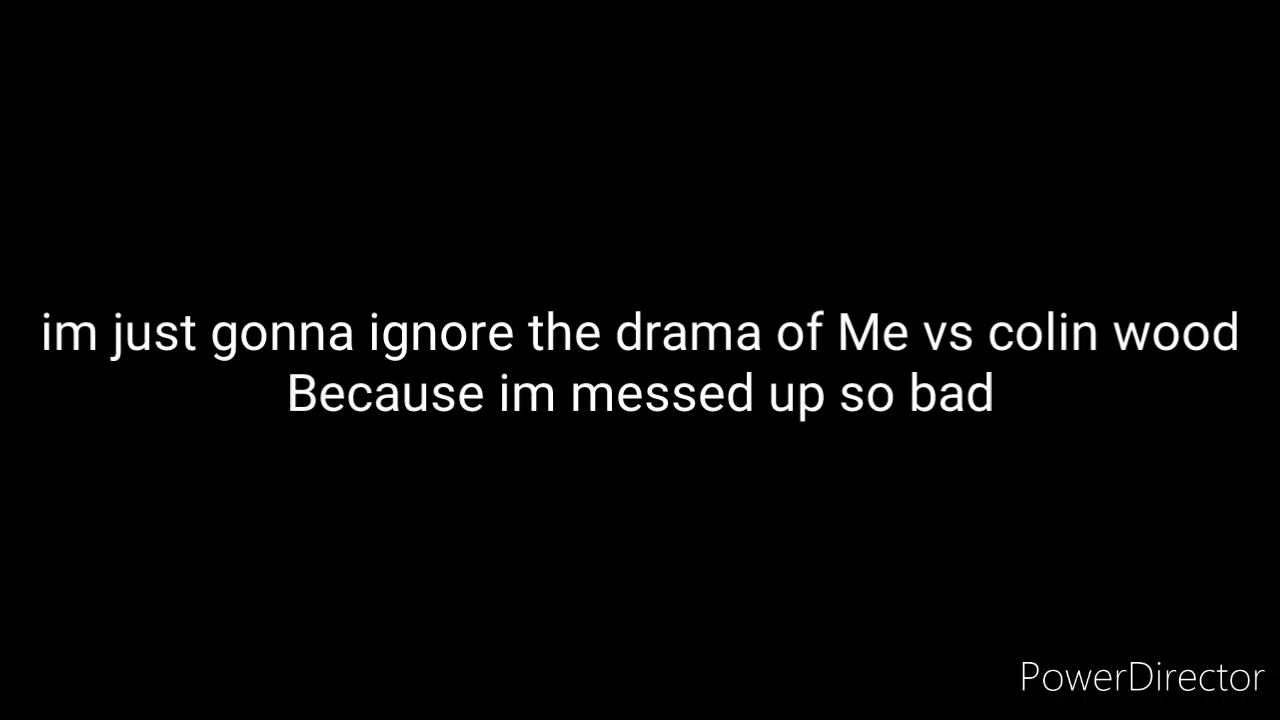 im just gonna ignore the drama of Me vs colin wood
Because im messed up so bad
PowerDirector